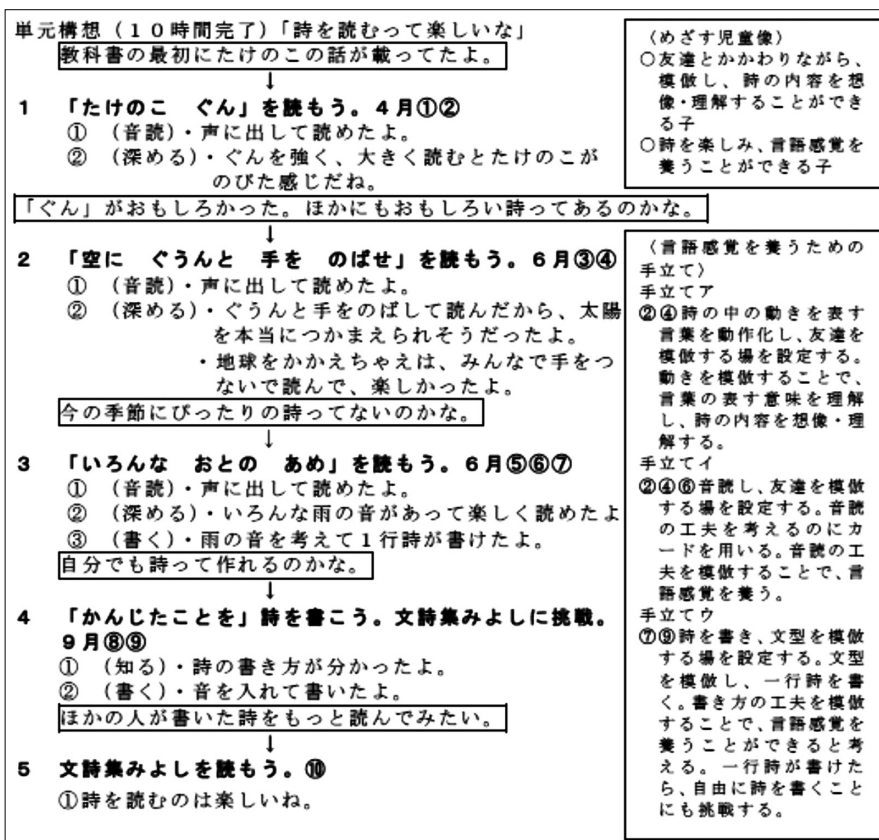 単元構想（１０時間完了）「詩を読むって楽しいな」
教科書の最初にたけのこの話が載ってたよ。
↓
1 「たけのこ　ぐん」を読もう。４月①②
① （音読）・声に出して読めたよ。
② （深める）・ぐんを強く、大きく読むとたけのこが
のびた感じだね。
「ぐん」がおもしろかった。ほかにもおもしろい詩ってあるのかな。
↓
2 「空に　ぐうんと　手を　のばせ」を読もう。６月③④
① （音読）・声に出して読めたよ。
② （深める）・ぐうんと手をのばして読んだから、太陽
を本当につかまえられそうだったよ。
・地球をかかえちゃえは、みんなで手をつ
ないで読んで、楽しかったよ。
今の季節にぴったりの詩ってないのかな。
↓
3 「いろんな　おとの　あめ」を読もう。６月⑤⑥⑦
① （音読）・声に出して読めたよ。
② （深める）・いろんな雨の音があって楽しく読めたよ
③ （書く）・雨の音を考えて１行詩が書けたよ。
自分でも詩って作れるのかな。
↓
4 「かんじたことを」詩を書こう。文詩集みよしに挑戦。
９月⑧⑨
① （知る）・詩の書き方が分かったよ。
② （書く）・音を入れて書いたよ。
ほかの人が書いた詩をもっと読んでみたい。
↓
5 文詩集みよしを読もう。⑩
①詩を読むのは楽しいね。
（めざす児童像）
○友達とかかわりながら、
模倣し、詩の内容を想
像・理解することができ
る子
○詩を楽しみ、言語感覚を
養うことができる子
（言語感覚を養うための
手立て）
手立てア
②④詩の中の動きを表す
言葉を動作化し、友達を
模倣する場を設定する。
動きを模倣することで、
言葉の表す意味を理解
し、詩の内容を想像・理
解する。
手立てイ
②④⑥音読し、友達を模倣
する場を設定する。音読
の工夫を考えるのにカ
ードを用いる。音読の工
夫を模倣することで、言
語感覚を養う。
手立てウ
⑦⑨詩を書き、文型を模倣
する場を設定する。文型
を模倣し、一行詩を書
く。書き方の工夫を模倣
することで、言語感覚を
養うことができると考
える。一行詩が書けた
ら、自由に詩を書くこと
にも挑戦する。